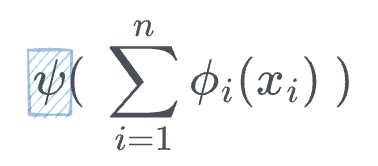 ψ( ∑_{i=1}^{n} ϕ_i(x_i) )